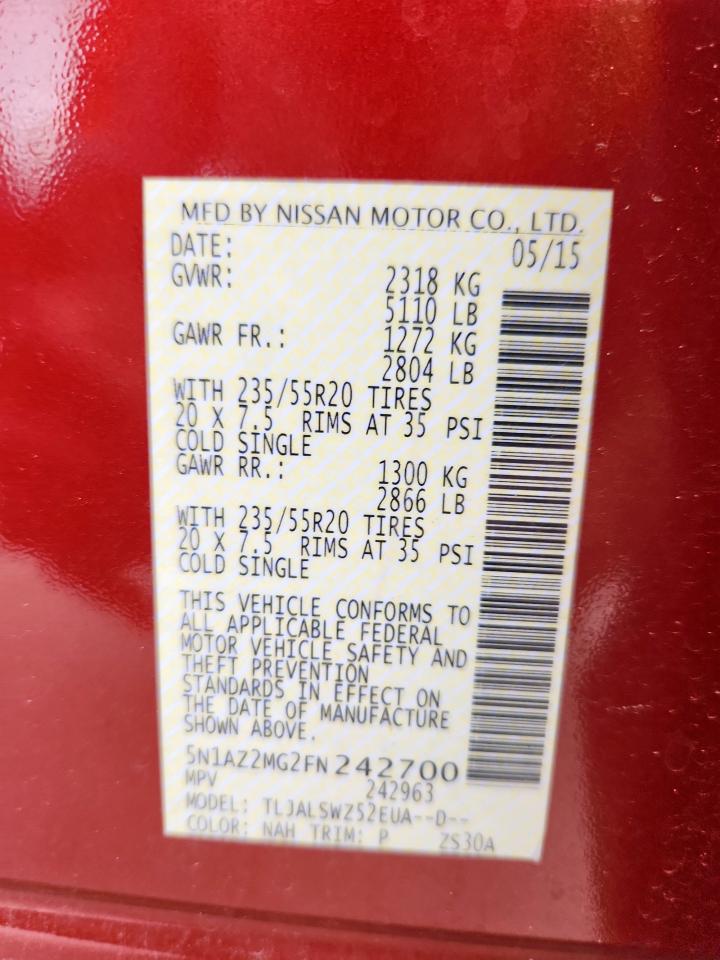 MFD BY NISSAN MOTOR CO., LTD.
DATE: 05/15
GVWR: 2318 KG
5110 LB
GAWR FR.: 1272 KG
2804 LB
WITH 235/55R20 TIRES
20 X 7.5 RIMS AT 35 PSI
COLD SINGLE
GAWR RR.: 1300 KG
2866 LB
WITH 235/55R20 TIRES
20 X 7.5 RIMS AT 35 PSI
COLD SINGLE
THIS VEHICLE CONFORMS TO
ALL APPLICABLE FEDERAL
MOTOR VEHICLE SAFETY AND
THEFT PREVENTION
STANDARDS IN EFFECT ON
THE DATE OF MANUFACTURE
SHOWN ABOVE.
5N1AZ2MG2FN242700
MPV 242963
MODEL: TLJALSWZ52EUA--D--
COLOR: NAH TRIM: P ZS30A